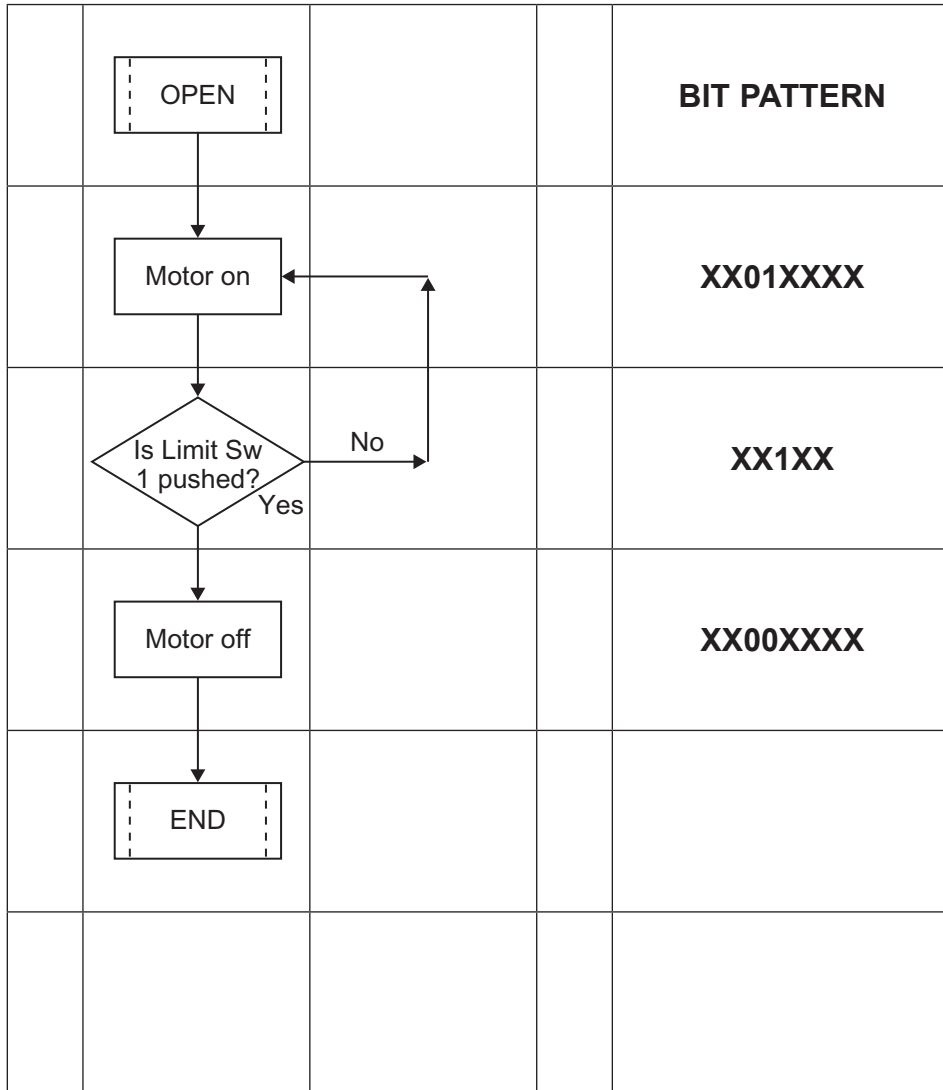 OPEN
BIT PATTERN
Motor on
XX01XXXX
Is Limit Sw
1 pushed?
No
Yes
XX1XX
Motor off
XX00XXXX
END